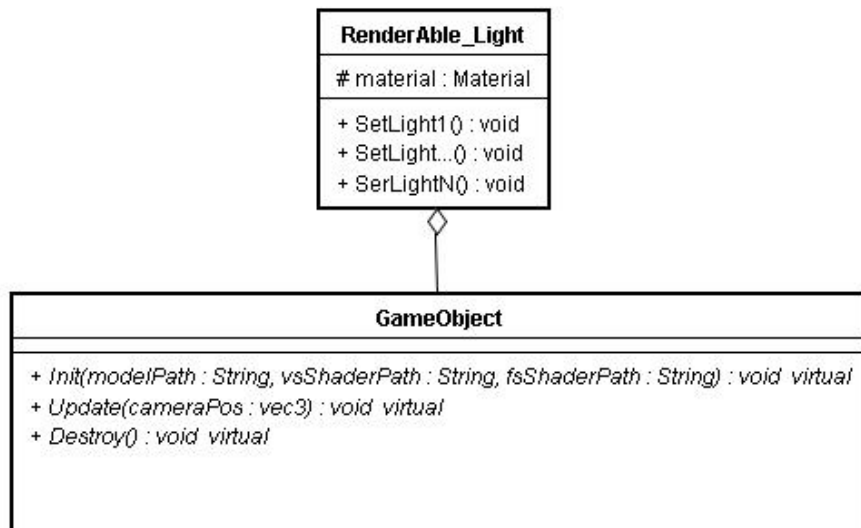 RenderAble_Light
# material : Material
+ SetLight1() : void
+ SetLight...() : void
+ SerLightN() : void
GameObject
+ Init(modelPath : String, vsShaderPath : String, fsShaderPath : String) : void virtual
+ Update(cameraPos : vec3) : void virtual
+ Destroy() : void virtual